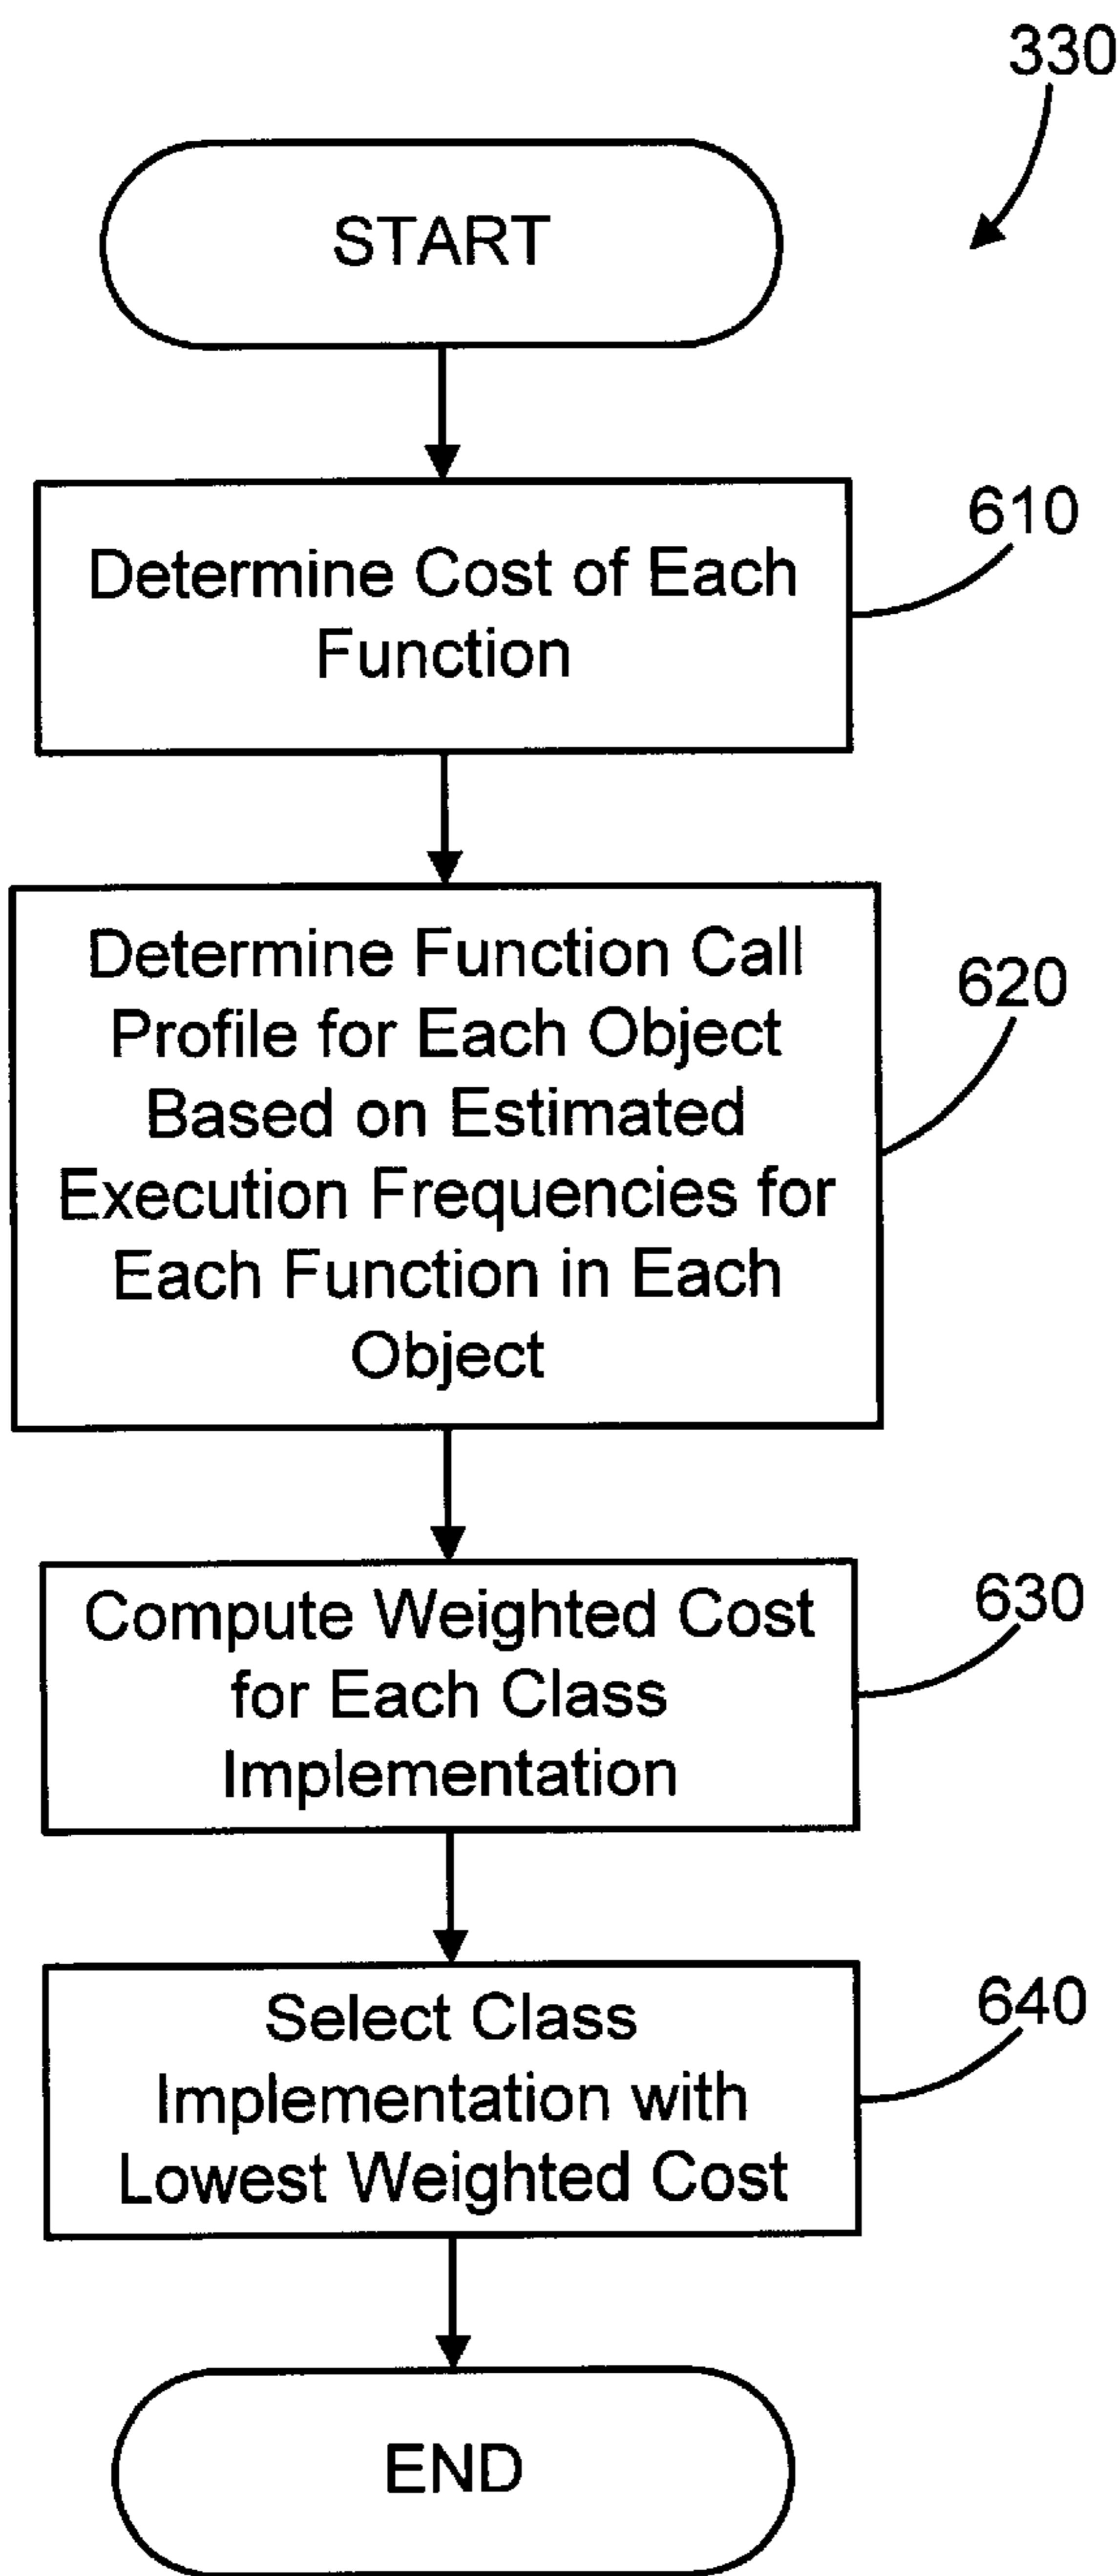 330
START
Determine Cost of Each
Function
610
Determine Function Call
Profile for Each Object
Based on Estimated
Execution Frequencies for
Each Function in Each
Object
620
Compute Weighted Cost
for Each Class
Implementation
630
Select Class
Implementation with
Lowest Weighted Cost
640
END